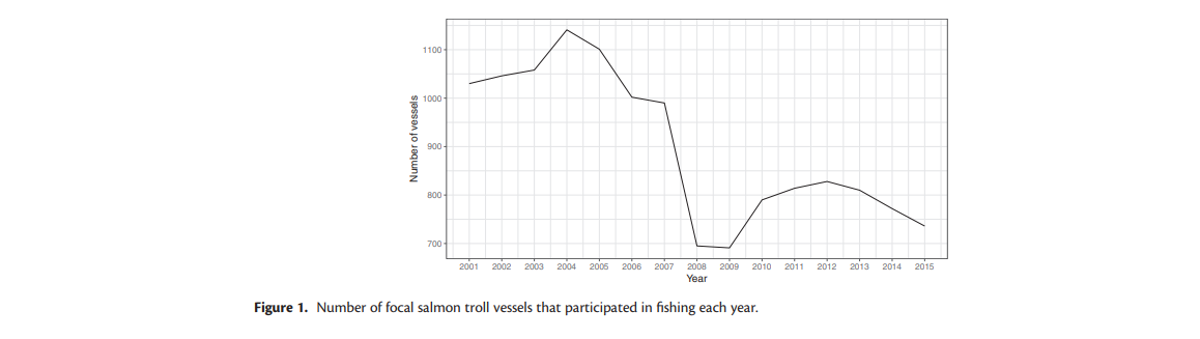 1100
1000
900
800
700
Number of vessels
2001 2002 2003 2004 2005 2006 2007 2008 2009 2010 2011 2012 2013 2014 2015
Year
Figure 1. Number of focal salmon troll vessels that participated in fishing each year.